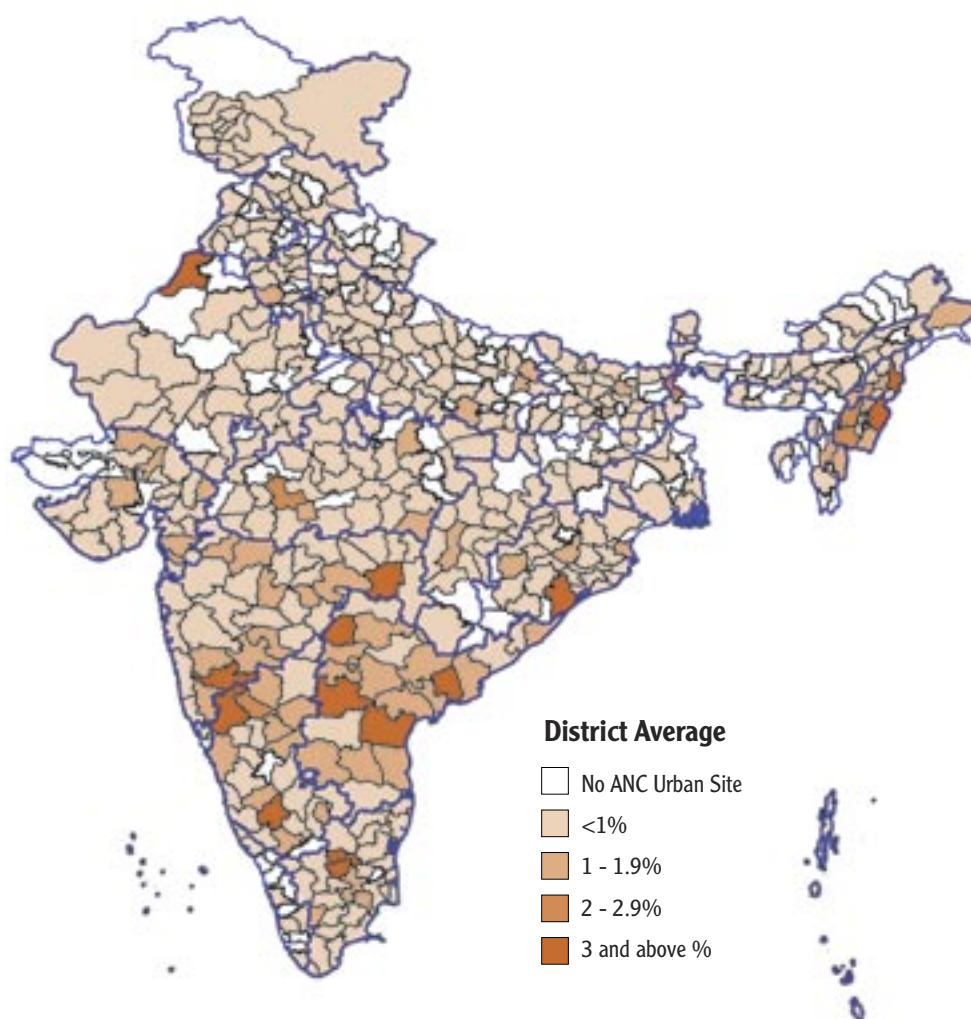 District Average
No ANC Urban Site
<1%
1 - 1.9%
2 - 2.9%
3 and above %